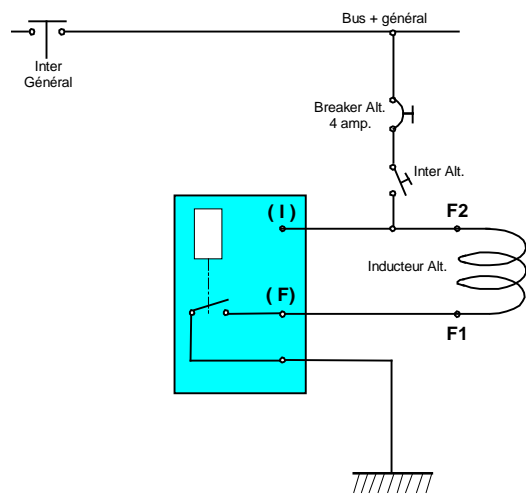 Bus + général
Inter
Général
Breaker Alt.
4 amp.
Inter Alt.
( I )
F2
Inducteur Alt.
( F)
F1